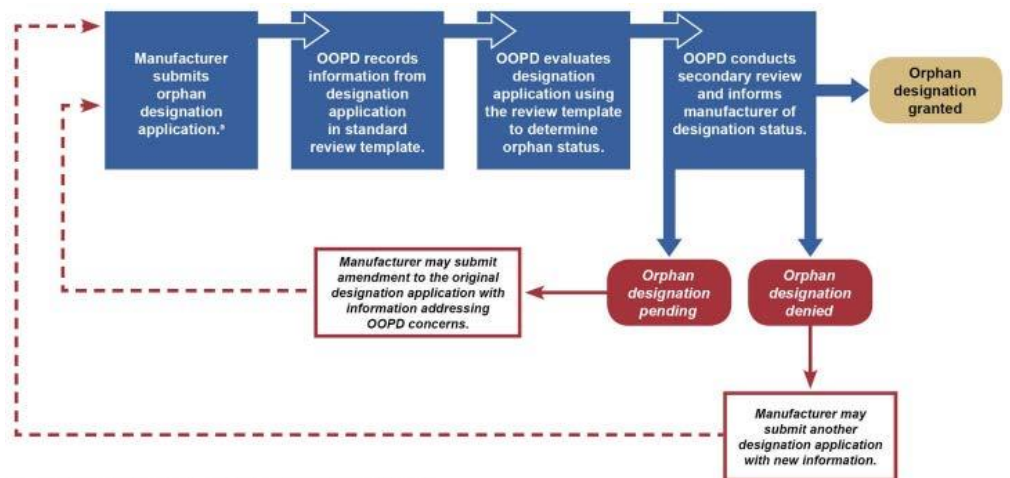 Manufacturer
submits
orphan
designation
application.ª
OOPD records
information from
designation
application
in standard
review template.
OOPD evaluates
designation
application using
the review template
to determine
orphan status.
OOPD conducts
secondary review
and informs
manufacturer of
designation status.
Orphan
designation
granted
Manufacturer may submit
amendment to the original
designation application with
information addressing
OOPD concerns.
Orphan
designation
pending
Orphan
designation
denied
Manufacturer may
submit another
designation application
with new information.